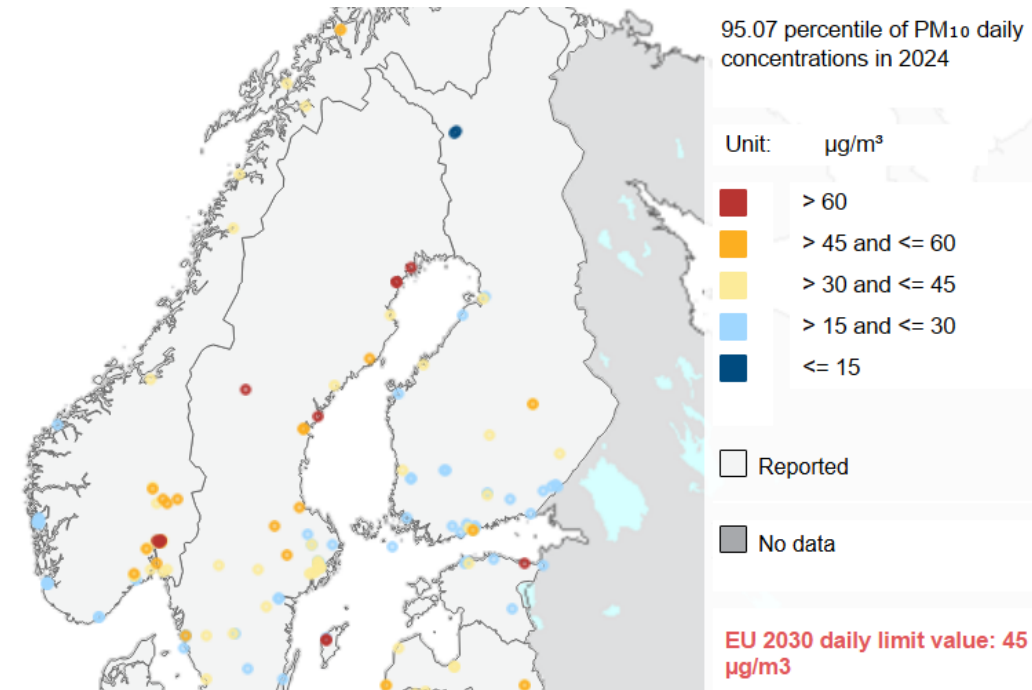 95.07 percentile of PM₁₀ daily
concentrations in 2024
Unit: µg/m³
> 60
> 45 and <= 60
> 30 and <= 45
> 15 and <= 30
<= 15
Reported
No data
EU 2030 daily limit value: 45
µg/m3